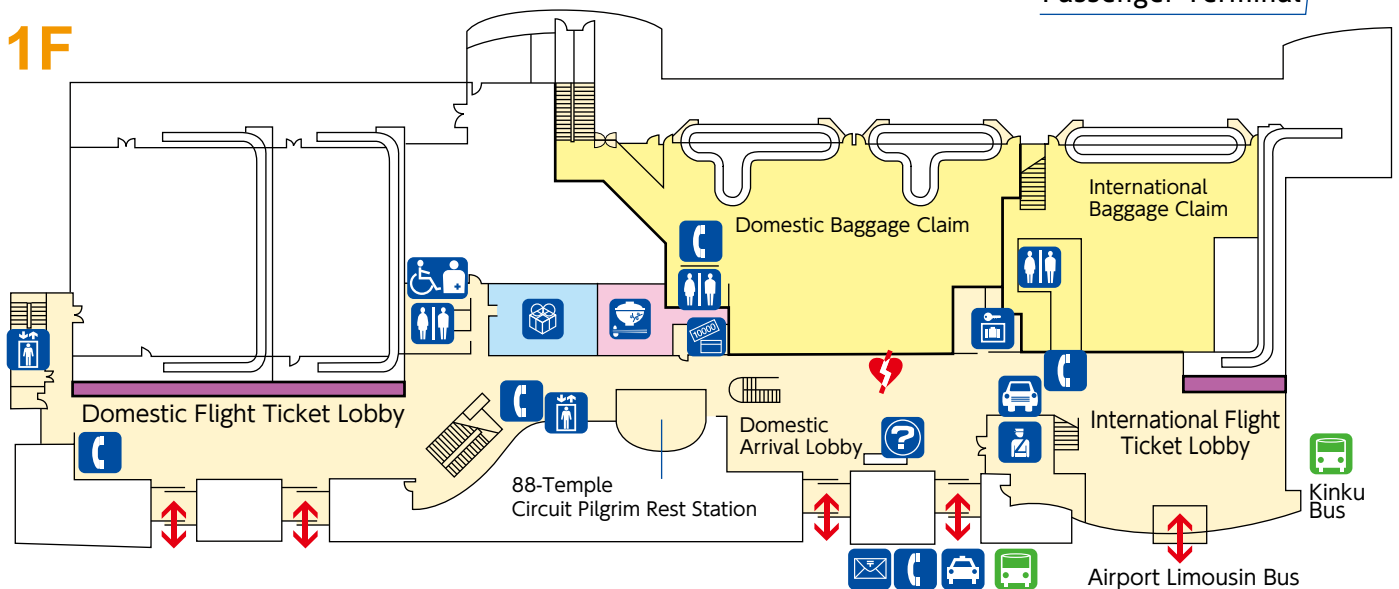 Passenger Terminal
1F
International
Baggage Claim
Domestic Baggage Claim
10000
Domestic Flight Ticket Lobby
Domestic
Arrival Lobby
?
International Flight
Ticket Lobby
88-Temple
Circuit Pilgrim Rest Station
Kinku
Bus
〒
Airport Limousin Bus